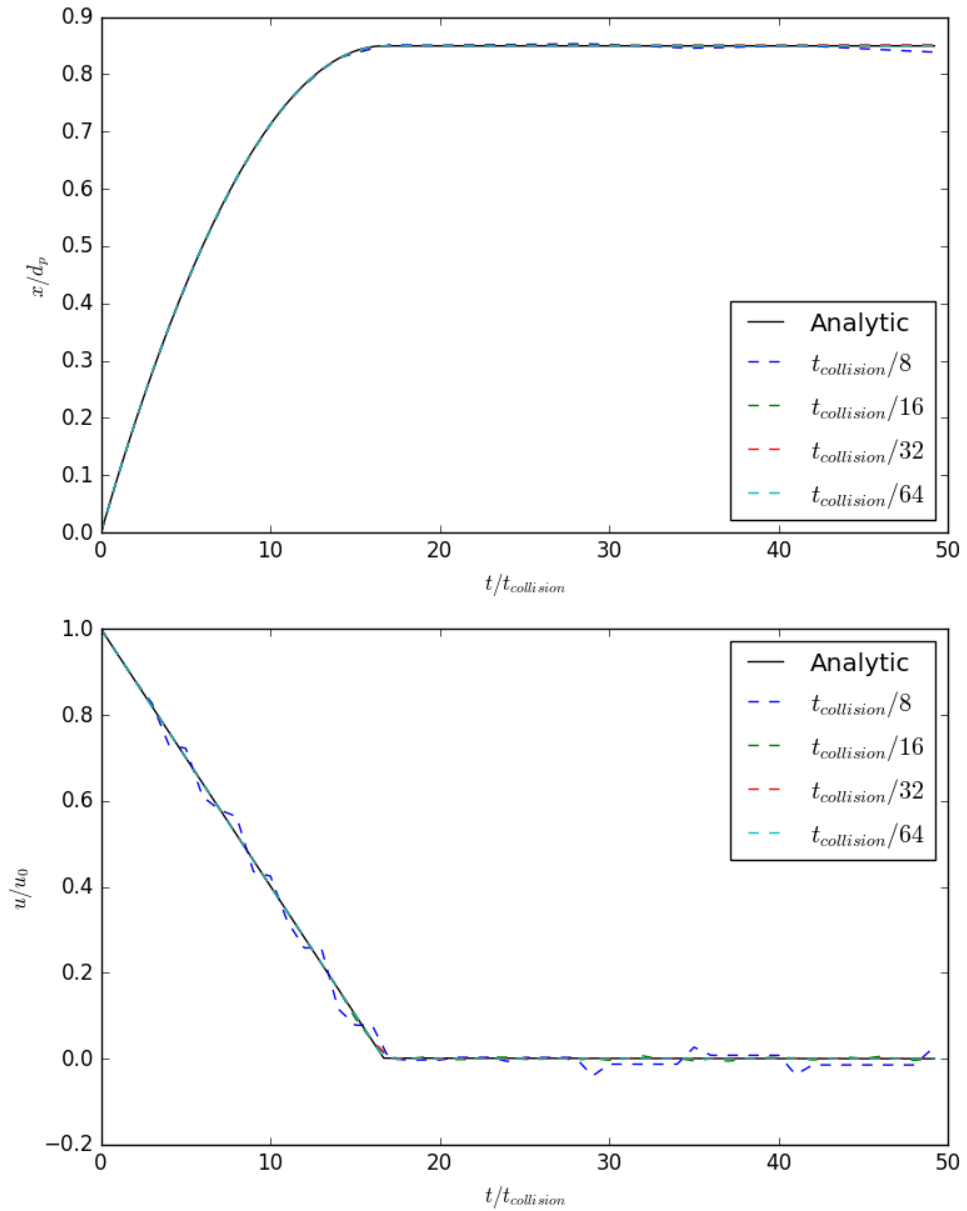 0.9
0.8
0.7
0.6
0.5
0.4
0.3
0.2
0.1
0.0
x/d_p
Analytic
t_collision/8
t_collision/16
t_collision/32
t_collision/64
0 10 20 30 40 50
t/t_collision
1.0
0.8
0.6
0.4
0.2
0.0
−0.2
u/u_0
Analytic
t_collision/8
t_collision/16
t_collision/32
t_collision/64
0 10 20 30 40 50
t/t_collision